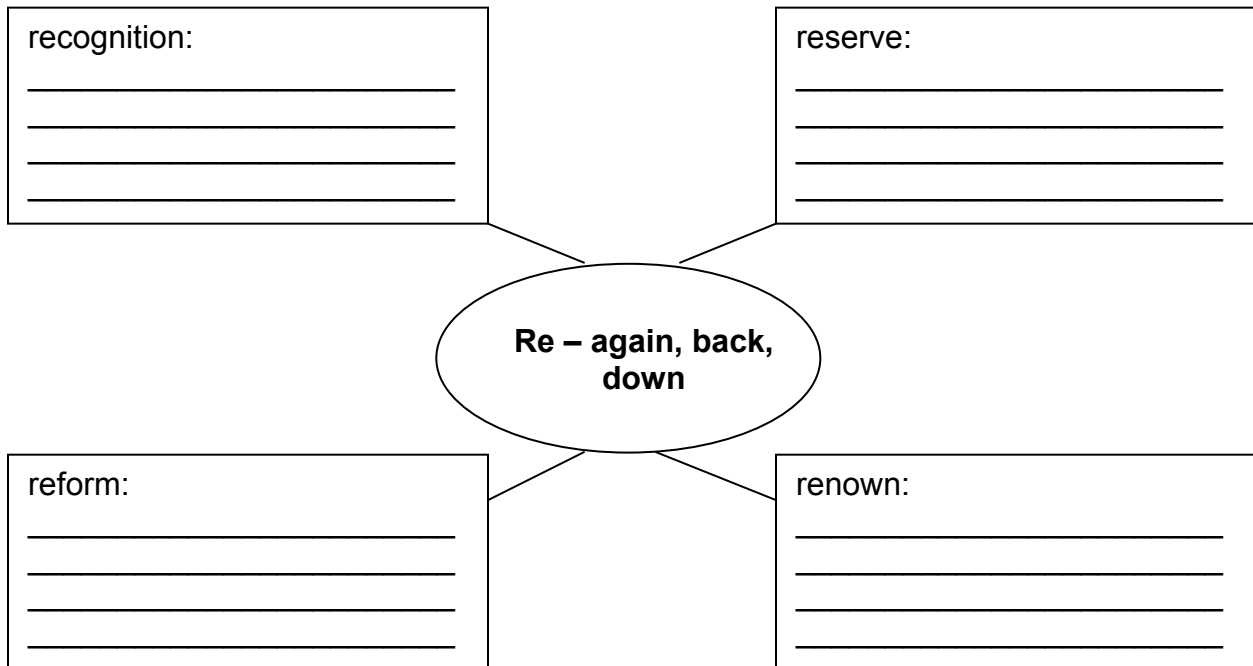 recognition:
reserve:
Re – again, back,
down
reform:
renown: